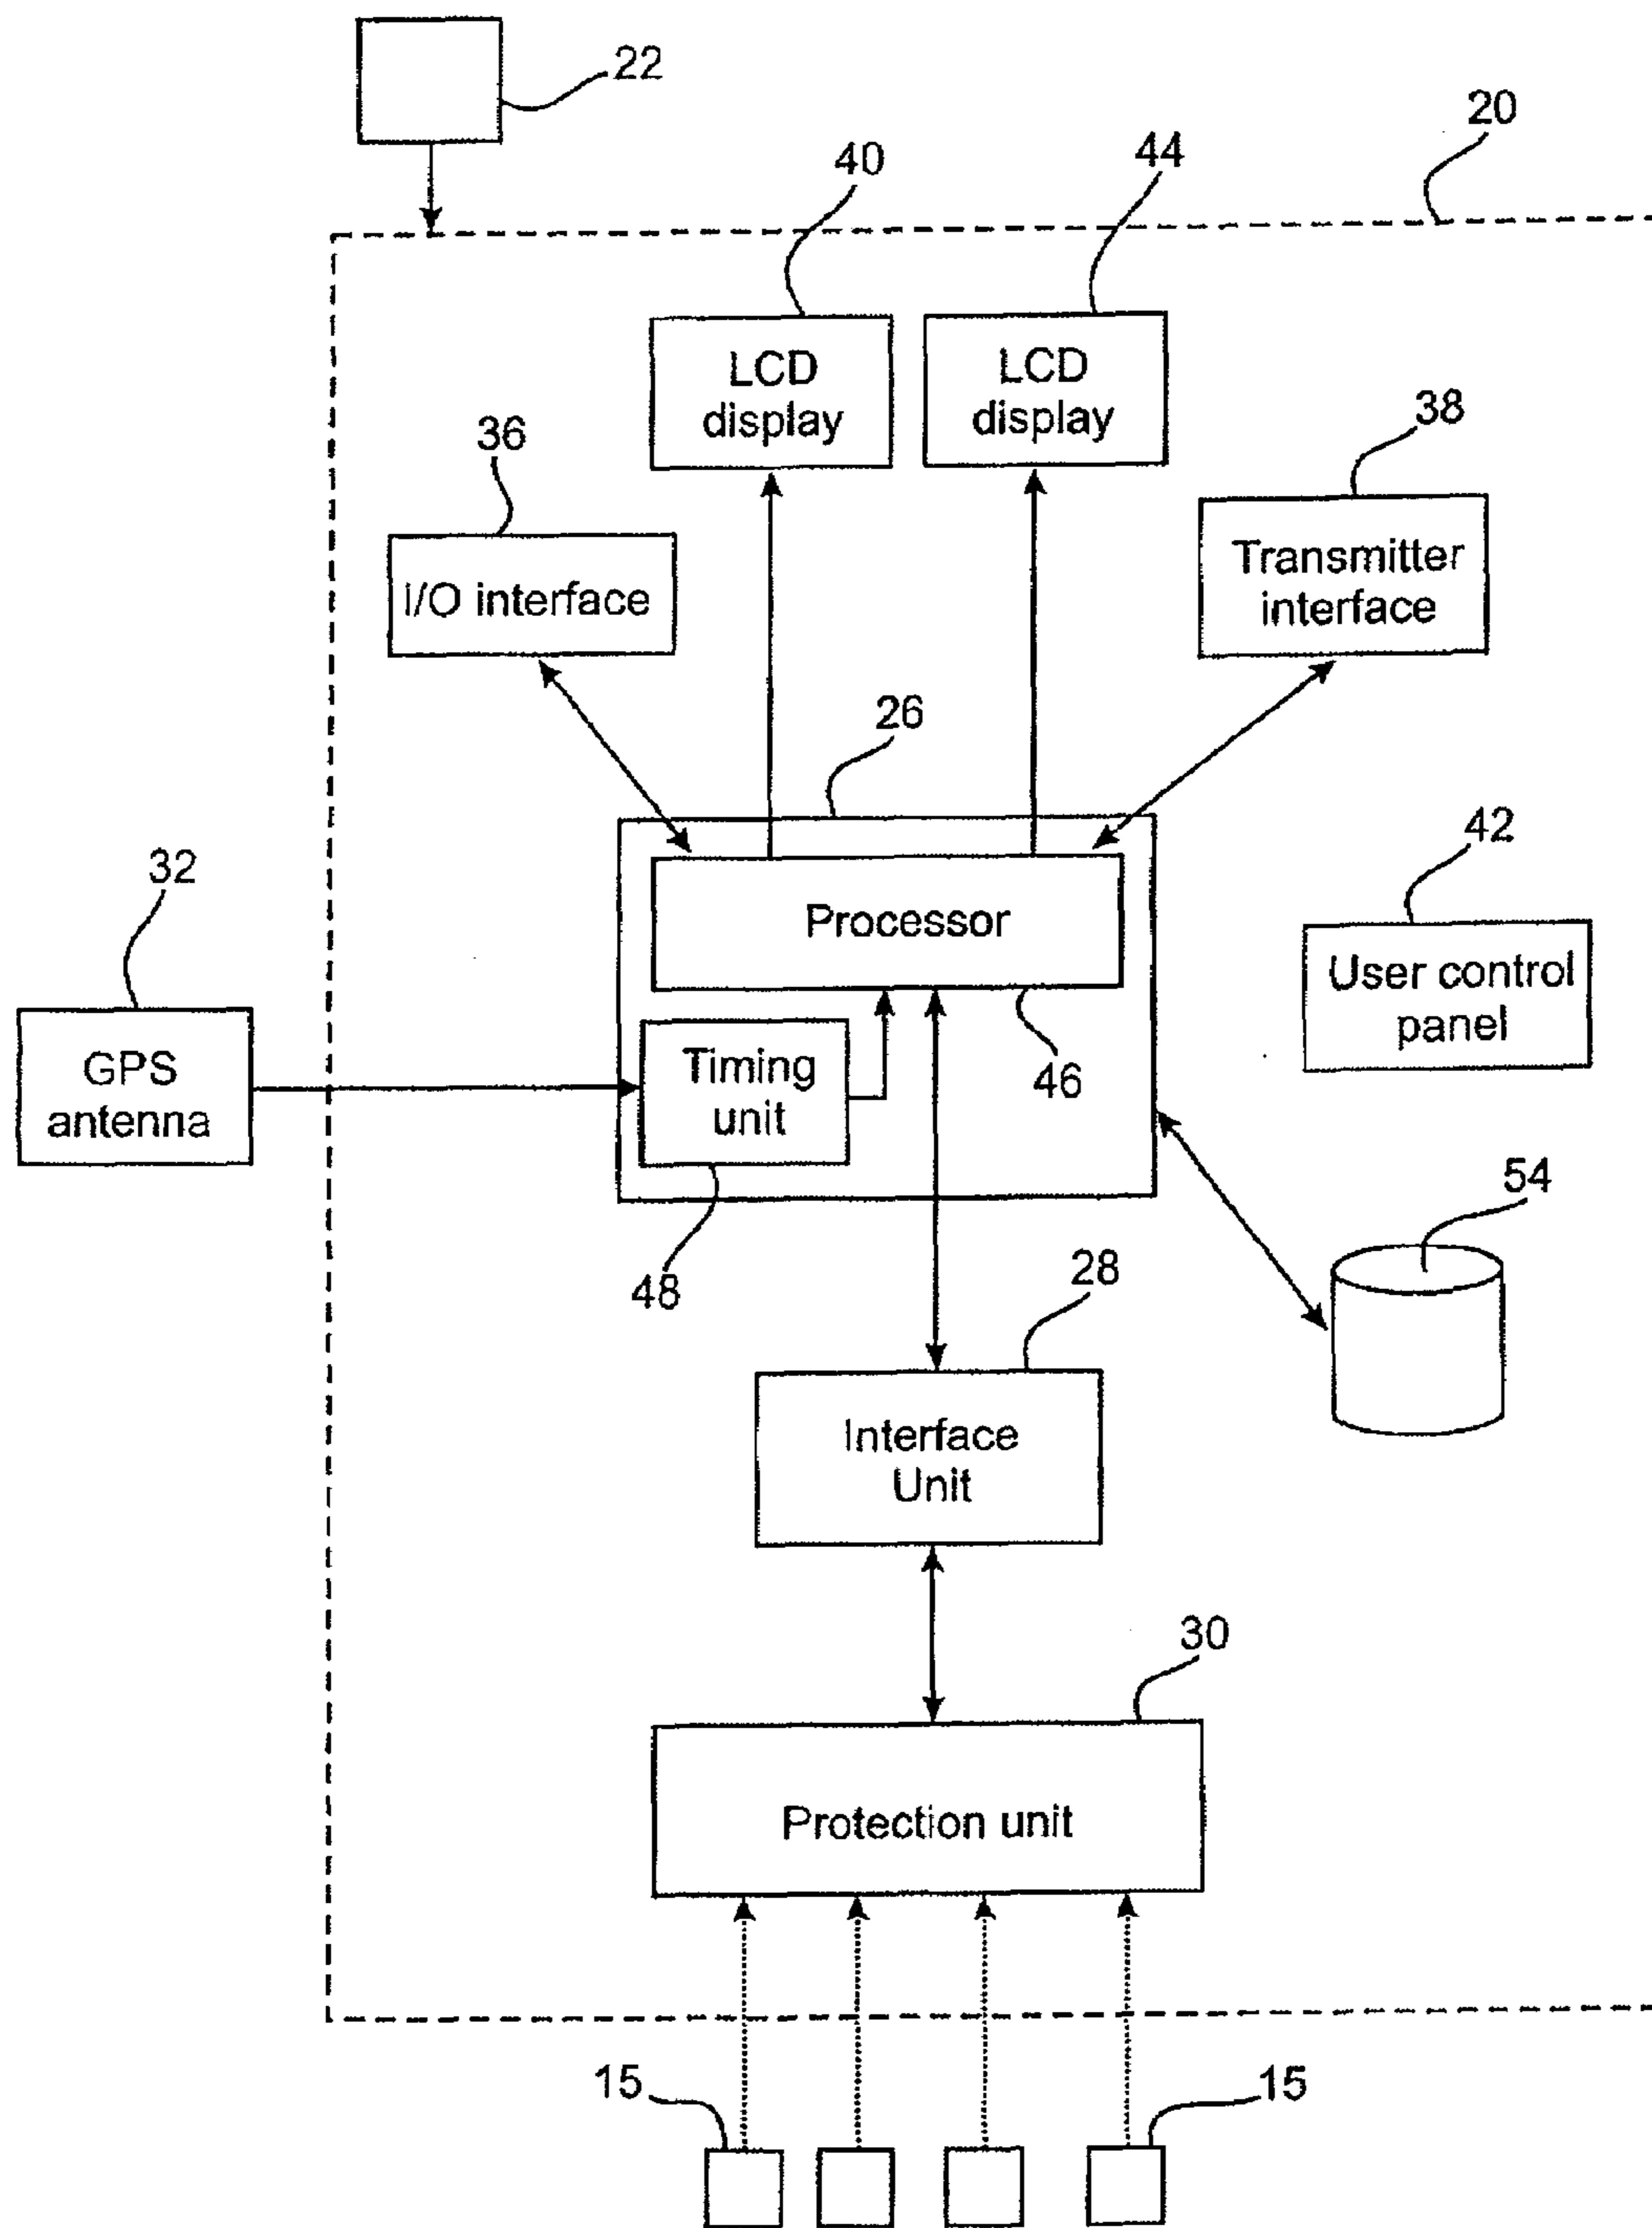 22
20
40
44
LCD
display
LCD
display
36
38
I/O interface
Transmitter
interface
26
42
32
Processor
User control
panel
GPS
antenna
Timing
unit
46
54
48
28
Interface
Unit
30
Protection unit
15
15